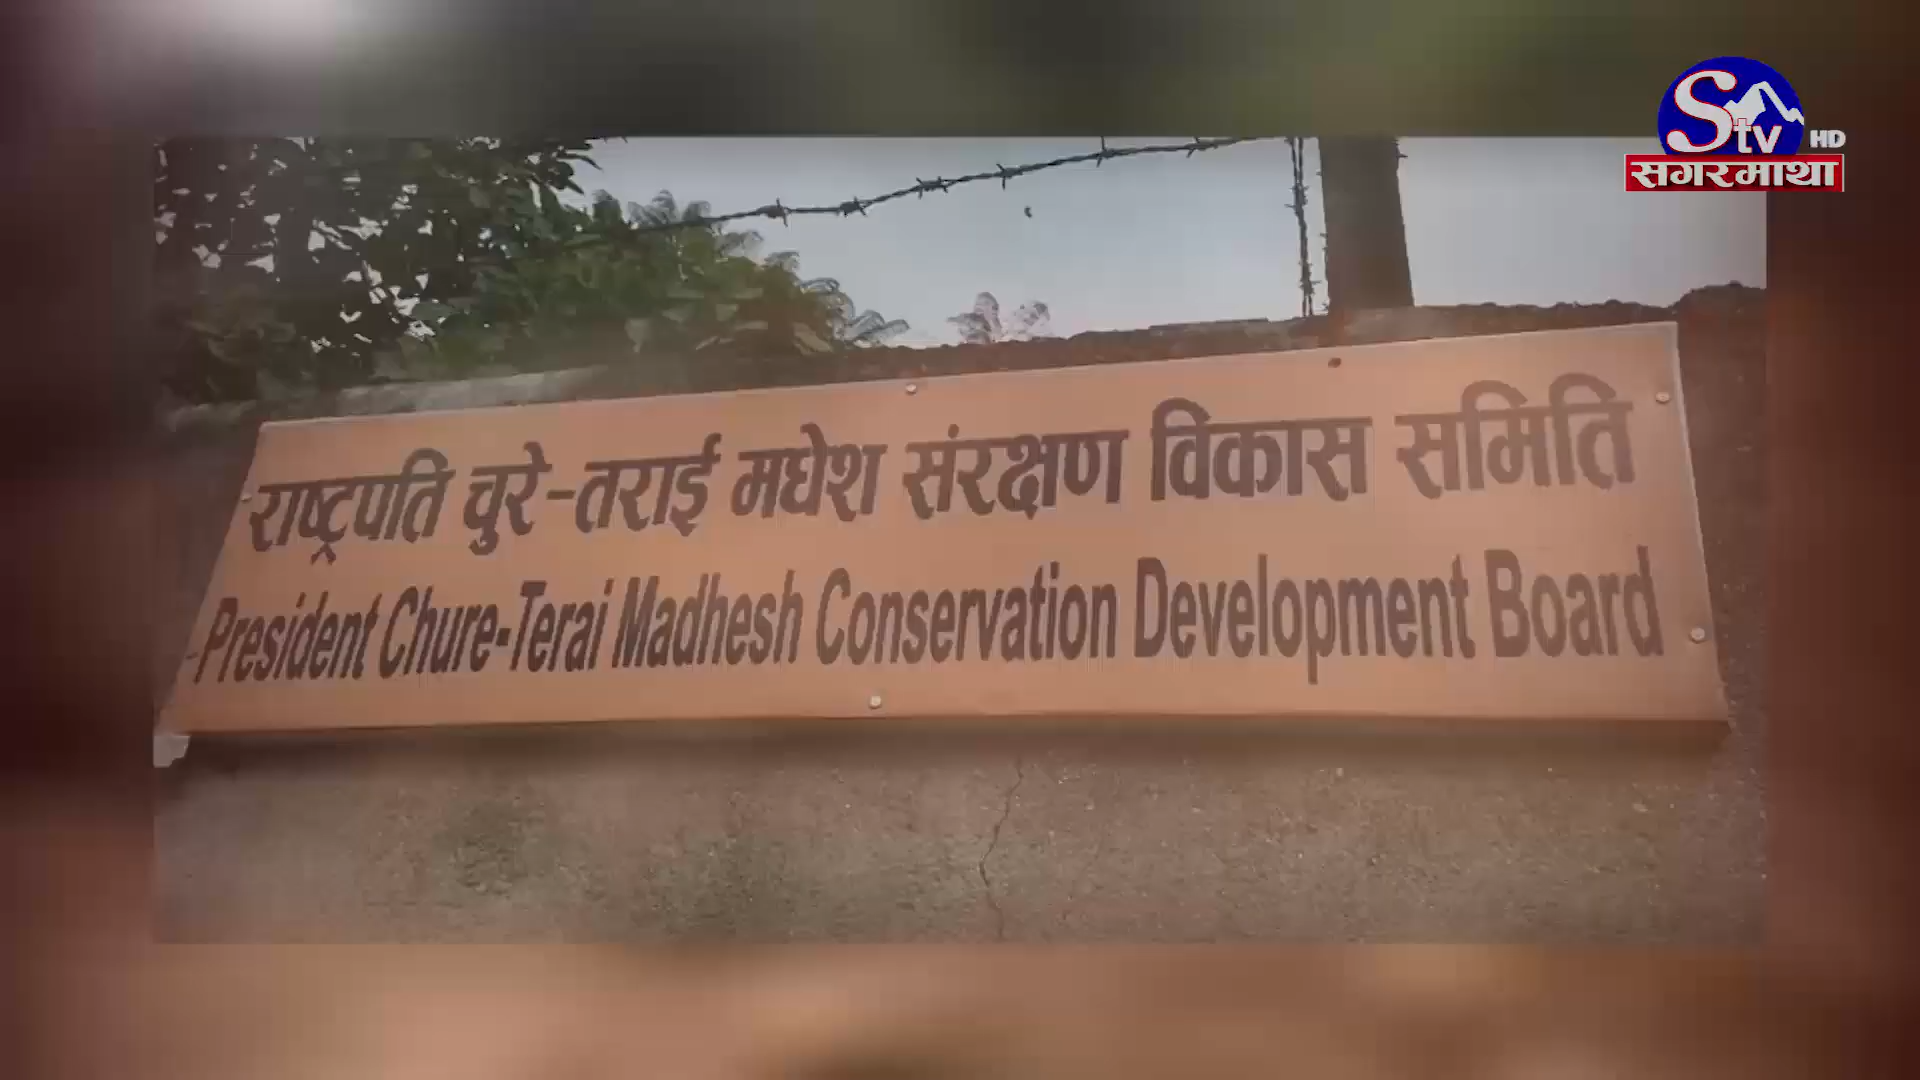 Stv HD
सगरमाथा
राष्ट्रपति चुरे-तराई मधेश संरक्षण विकास समिति
President Chure-Terai Madhesh Conservation Development Board